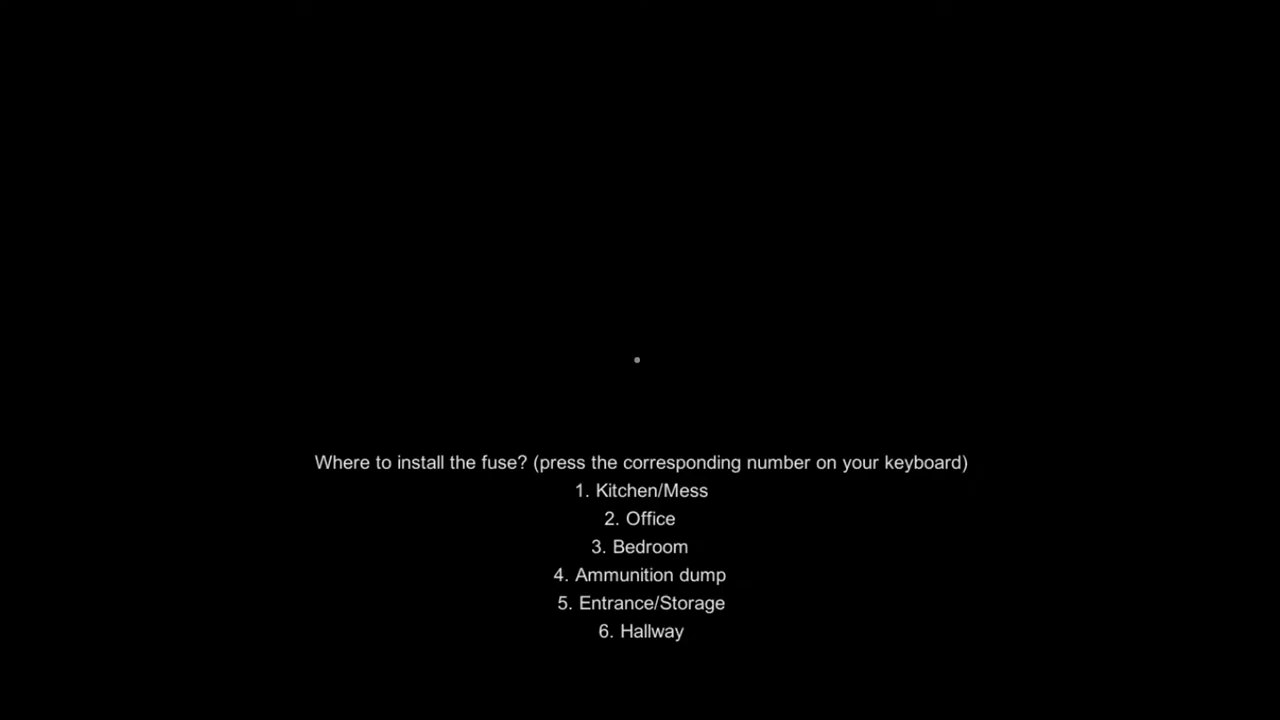 Where to install the fuse? (press the corresponding number on your keyboard)
1. Kitchen/Mess
2. Office
3. Bedroom
4. Ammunition dump
5. Entrance/Storage
6. Hallway